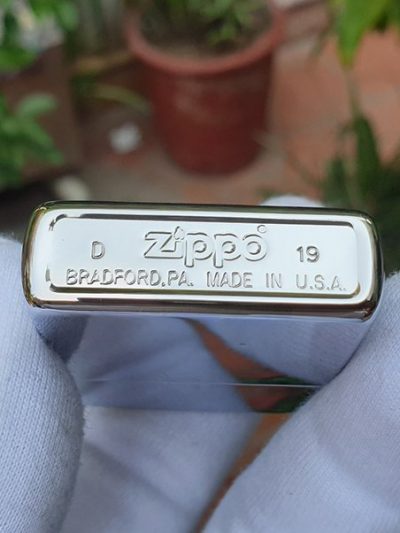 D Zippo 19
BRADFORD,PA. MADE IN U.S.A.